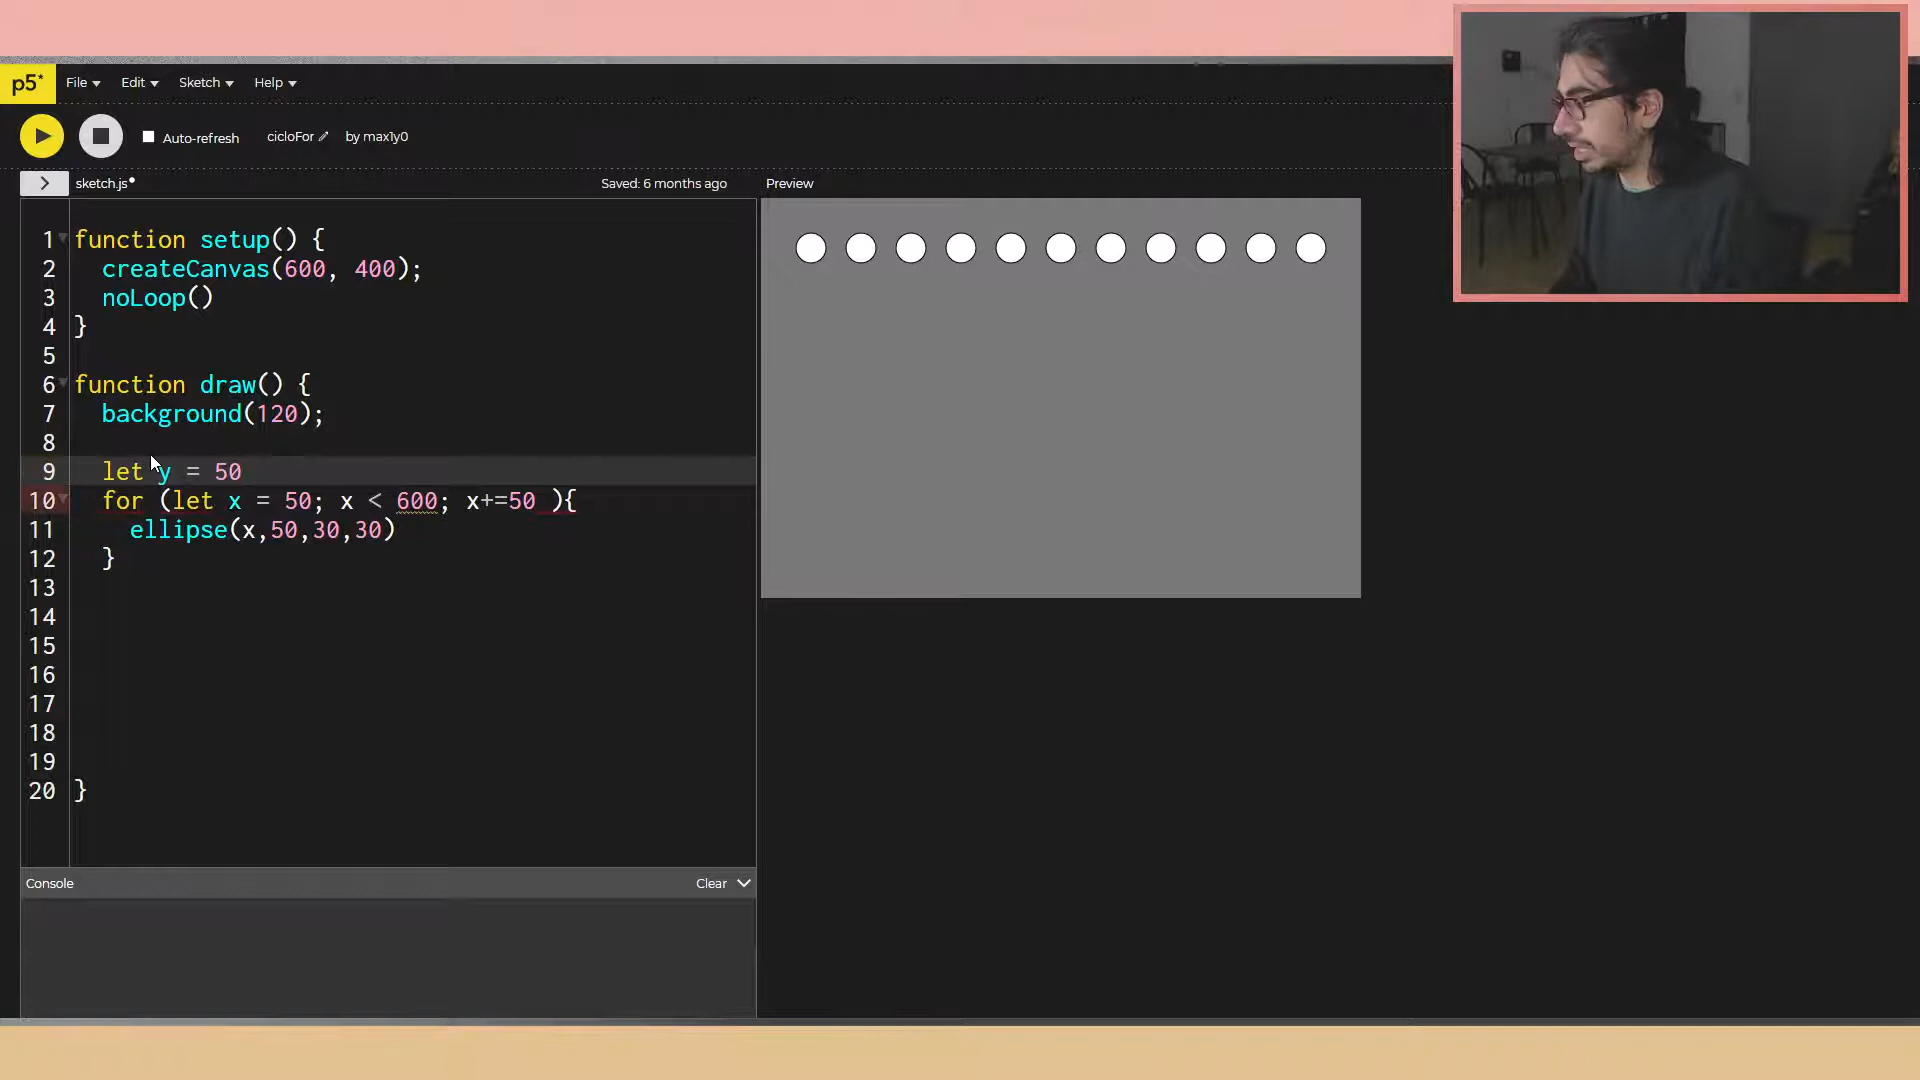 p5* File Edit Sketch Help
Auto-refresh cicloFor by max1y0
sketch.js• Saved: 6 months ago Preview
1 function setup() {
2 createCanvas(600, 400);
3 noLoop()
4 }
5
6 function draw() {
7 background(120);
8
9 let y = 50
10 for (let x = 50; x < 600; x+=50 ){
11 ellipse(x,50,30,30)
12 }
13
14
15
16
17
18
19
20 }
Console Clear